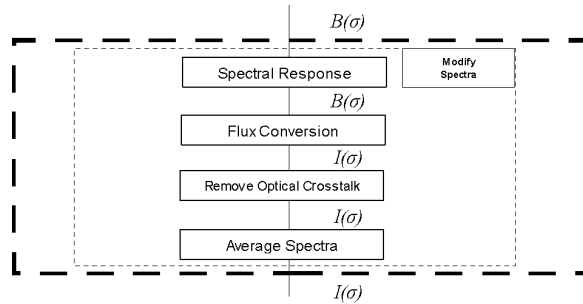 B(σ)
Spectral Response
Modify
Spectra
B(σ)
Flux Conversion
I(σ)
Remove Optical Crosstalk
I(σ)
Average Spectra
I(σ)